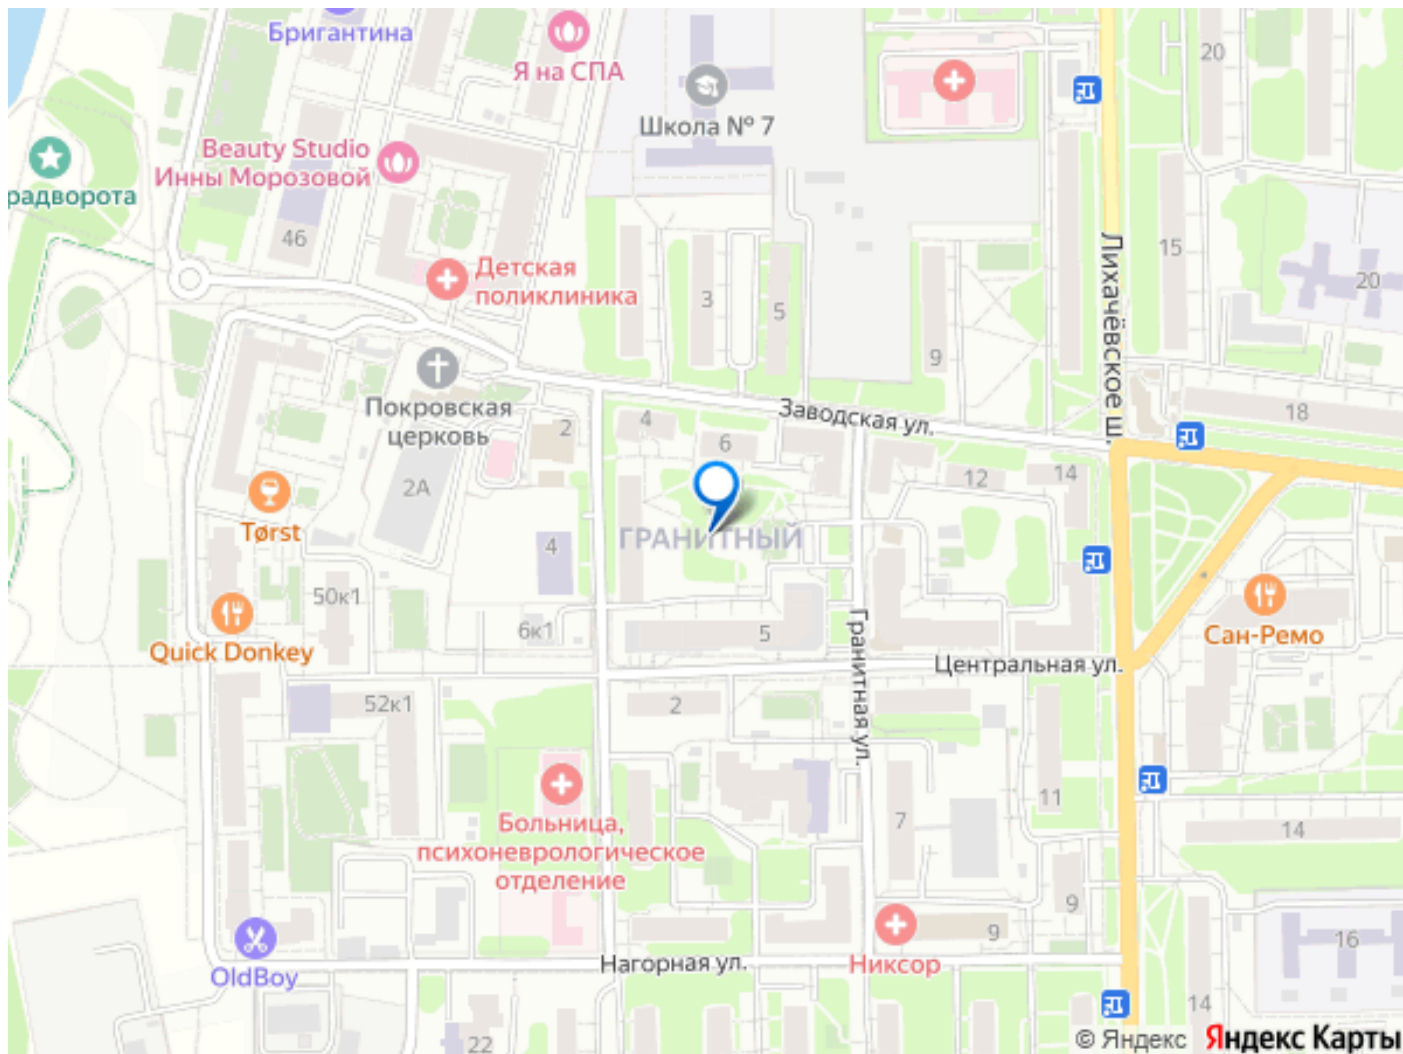 Бригантина
Я на СПА
20
Школа № 7
Beauty Studio
Инны Морозовой
радворота
46
Детская
поликлиника
Лихачёвское ш.
15
20
3
5
9
Покровская
церковь
Заводская ул.
18
2
4
6
12
14
2А
Tørst
ГРАНИТНЫЙ
4
50к1
6к1
5
Гранитная ул.
Сан-Ремо
Quick Donkey
Центральная ул.
52к1
2
11
7
14
Больница,
психоневрологическое
отделение
9
9
16
OldBoy
Нагорная ул.
Никсор
14
22
© Яндекс Яндекс Карты